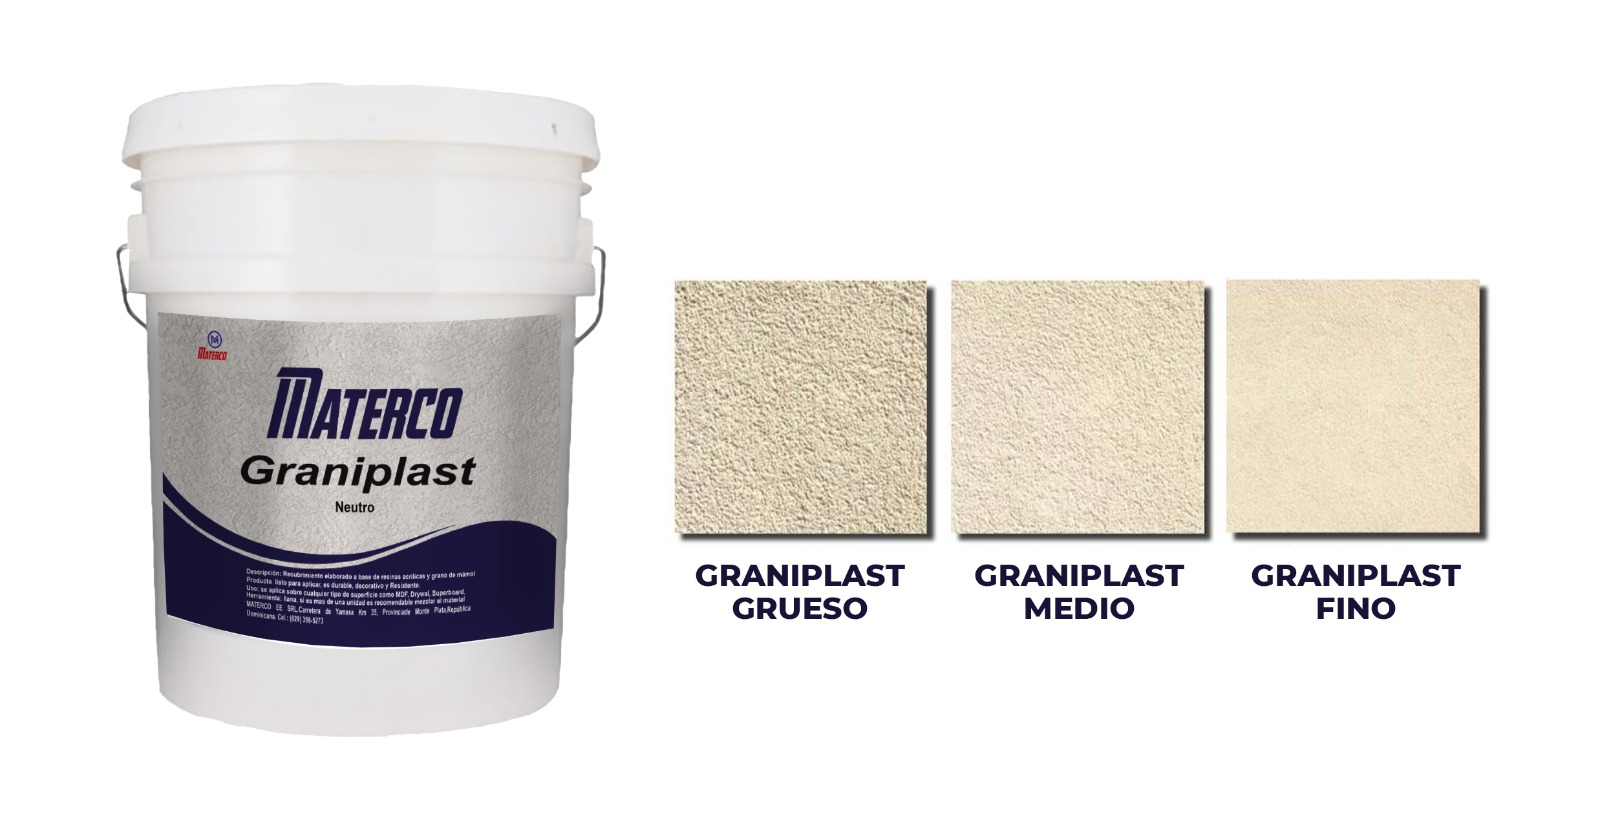 MATERCO
MATERCO
Graniplast
Neutro
Descripción: Recubrimiento elaborado a base de resinas acrilicas y grano de mámol
Producto listo para aplicar, es durable, decorativo y Resistente.
Uso: se aplica sobre cualquier tipo de superficie como MDF, Drywal, Superboard,
Herramienta: llana, si es mas de una unidad es recomendable mezclar el material
MATERCO EE SRL.Carretera de Yamasa Km 35, Provinciade Monte Plata,República
Dominicana. Cel.: (829) 398-5273
GRANIPLAST
GRUESO
GRANIPLAST
MEDIO
GRANIPLAST
FINO